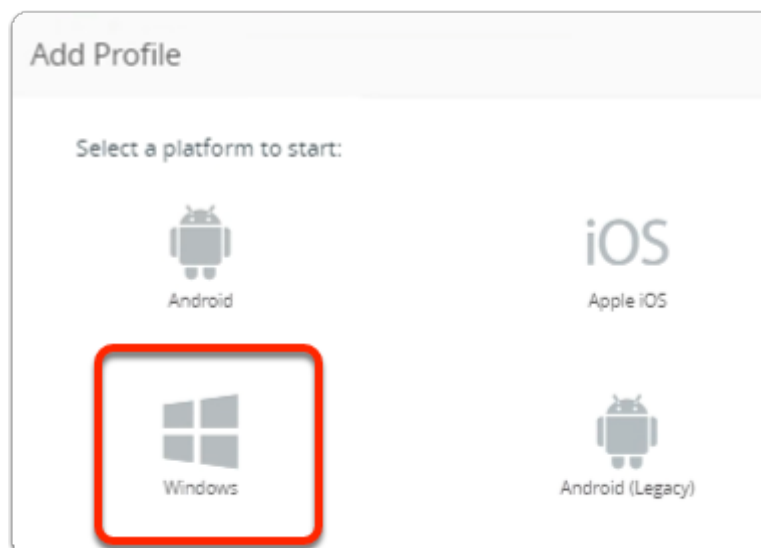 Add Profile
Select a platform to start:
iOS
Android
Apple iOS
Windows
Android (Legacy)